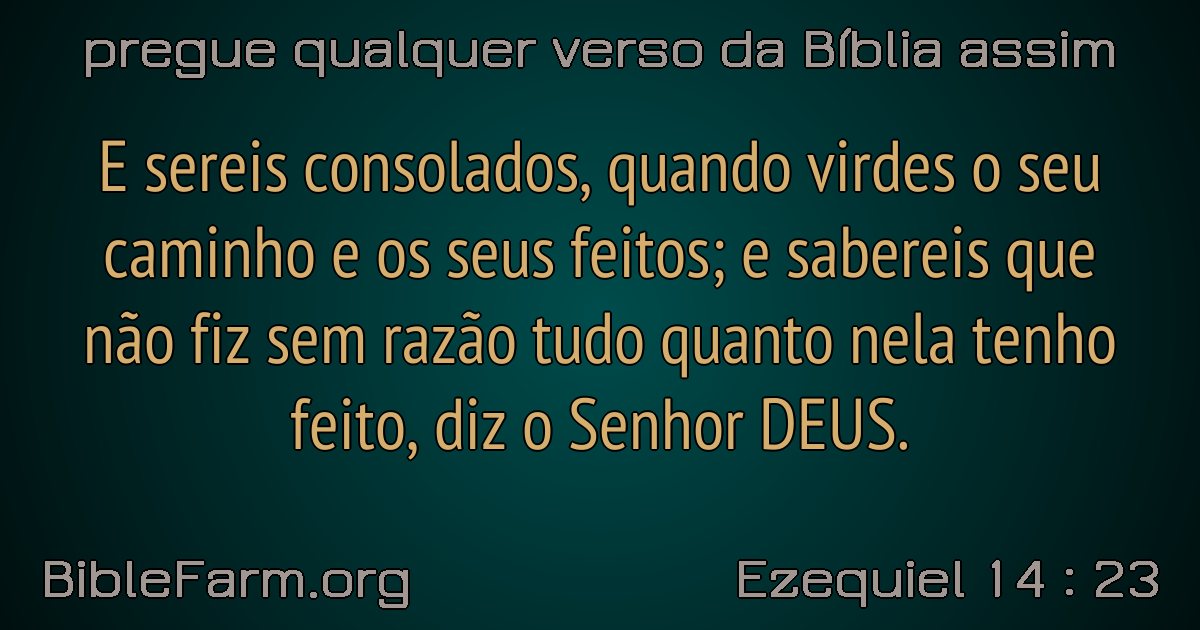 pregue qualquer verso da Bíblia assim
E sereis consolados, quando virdes o seu
caminho e os seus feitos; e sabereis que
não fiz sem razão tudo quanto nela tenho
feito, diz o Senhor DEUS.
BibleFarm.org
Ezequiel 14 : 23